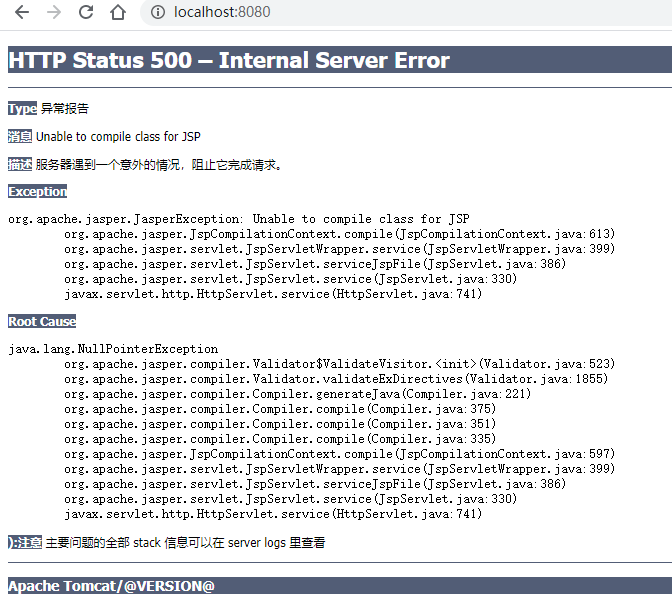 localhost:8080
HTTP Status 500 – Internal Server Error
Type 异常报告
消息 Unable to compile class for JSP
描述 服务器遇到一个意外的情况，阻止它完成请求。
Exception
org.apache.jasper.JasperException: Unable to compile class for JSP
org.apache.jasper.JspCompilationContext.compile(JspCompilationContext.java:613)
org.apache.jasper.servlet.JspServletWrapper.service(JspServletWrapper.java:399)
org.apache.jasper.servlet.JspServlet.serviceJspFile(JspServlet.java:386)
org.apache.jasper.servlet.JspServlet.service(JspServlet.java:330)
javax.servlet.http.HttpServlet.service(HttpServlet.java:741)
Root Cause
java.lang.NullPointerException
org.apache.jasper.compiler.Validator$ValidateVisitor.<init>(Validator.java:523)
org.apache.jasper.compiler.Validator.validateExDirectives(Validator.java:1855)
org.apache.jasper.compiler.Compiler.generateJava(Compiler.java:221)
org.apache.jasper.compiler.Compiler.compile(Compiler.java:375)
org.apache.jasper.compiler.Compiler.compile(Compiler.java:351)
org.apache.jasper.compiler.Compiler.compile(Compiler.java:335)
org.apache.jasper.JspCompilationContext.compile(JspCompilationContext.java:597)
org.apache.jasper.servlet.JspServletWrapper.service(JspServletWrapper.java:399)
org.apache.jasper.servlet.JspServlet.serviceJspFile(JspServlet.java:386)
org.apache.jasper.servlet.JspServlet.service(JspServlet.java:330)
javax.servlet.http.HttpServlet.service(HttpServlet.java:741)
):注意 主要问题的全部 stack 信息可以在 server logs 里查看
Apache Tomcat/@VERSION@